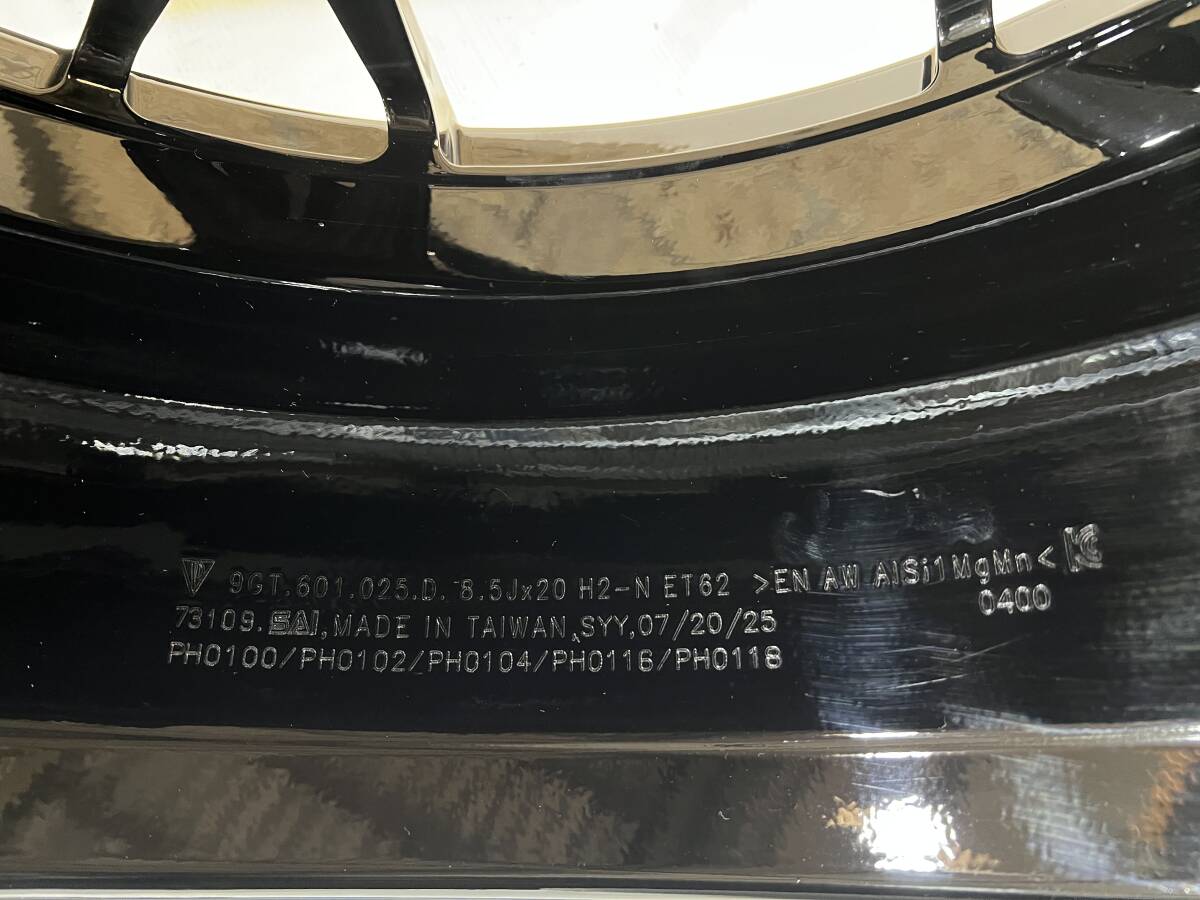 9GT.601.025.D. 8.5Jx20 H2-N ET62 >EN AW AlSi1MgMn< KC
0400
73109. SAI, MADE IN TAIWAN, SYY, 07/20/25
PH0100/PH0102/PH0104/PH0116/PH0118